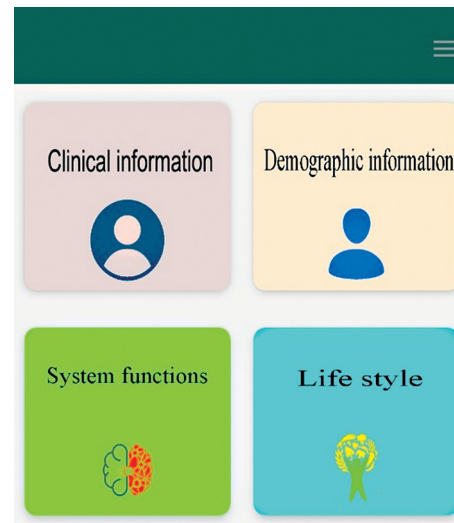 Clinical information
Demographic information
System functions
Life style